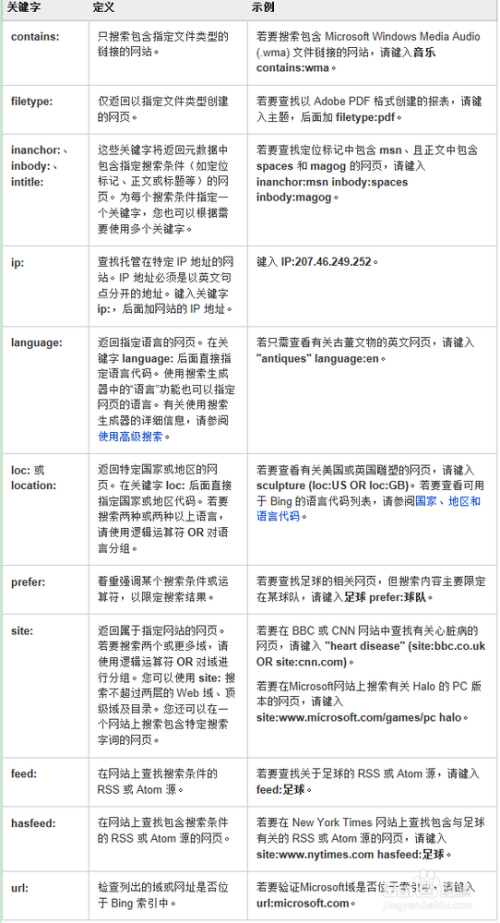 关键字 定义 示例
contains: 只搜索包含指定文件类型的 若要搜索包含 Microsoft Windows Media Audio
链接的网站。 (.wma) 文件链接的网站，请键入音乐
contains:wma。
filetype: 仅返回以指定文件类型创建 若要查找以 Adobe PDF 格式创建的报表，请键
的网页。 入主题，后面加 filetype:pdf。
inanchor:、 这些关键字将返回元数据中 若要查找定位标记中包含 msn、且正文中包含
inbody:、 包含指定搜索条件（如定位 spaces 和 magog 的网页，请键入
intitle: 标记、正文或标题等）的网 inanchor:msn inbody:spaces
页。为每个搜索条件指定一 inbody:magog。
个关键字，您也可以根据需
要使用多个关键字。
ip: 查找托管在特定 IP 地址的网 键入 IP:207.46.249.252。
站。IP 地址必须是以英文句
点分开的地址。键入关键字
ip:，后面加网站的 IP 地址。
language: 返回指定语言的网页。在关 若只需查看有关古董文物的英文网页，请键入
键字 language: 后面直接指 "antiques" language:en。
定语言代码。使用搜索生成
器中的“语言”功能也可以指定
网页的语言。有关使用搜索
生成器的详细信息，请参阅
使用高级搜索。
loc: 或 返回特定国家或地区的网 若要查看有关美国或英国雕塑的网页，请键入
location: 页。在关键字 loc: 后面直接 sculpture (loc:US OR loc:GB)。若要查看可用
指定国家或地区代码。若要 于 Bing 的语言代码列表，请参阅国家、地区和
搜索两种或两种以上语言， 语言代码。
请使用逻辑运算符 OR 对语
言分组。
prefer: 着重强调某个搜索条件或运 若要查找足球的相关网页，但搜索内容主要限定
算符，以限定搜索结果。 在某球队，请键入足球 prefer:球队。
site: 返回属于指定网站的网页。 若要在 BBC 或 CNN 网站中查找有关心脏病的
若要搜索两个或更多域，请 网页，请键入 "heart disease" (site:bbc.co.uk
使用逻辑运算符 OR 对域进 OR site:cnn.com)。
行分组。您可以使用 site: 搜
索不超过两层的 Web 域、顶 若要在Microsoft网站上搜索有关 Halo 的 PC 版
级域及目录。您还可以在一 本的网页，请键入
个网站上搜索包含特定搜索 site:www.microsoft.com/games/pc halo。
字词的网页。
feed: 在网站上查找搜索条件的 若要查找关于足球的 RSS 或 Atom 源，请键入
RSS 或 Atom 源。 feed:足球。
hasfeed: 在网站上查找包含搜索条件 若要在 New York Times 网站上查找包含与足球
的 RSS 或 Atom 源的网页。 有关的 RSS 或 Atom 源的网页，请键入
site:www.nytimes.com hasfeed:足球。
url: 检查列出的域或网址是否位 若要验证Microsoft域是否位于索引中，请键入
于 Bing 索引中。 url:microsoft.com。